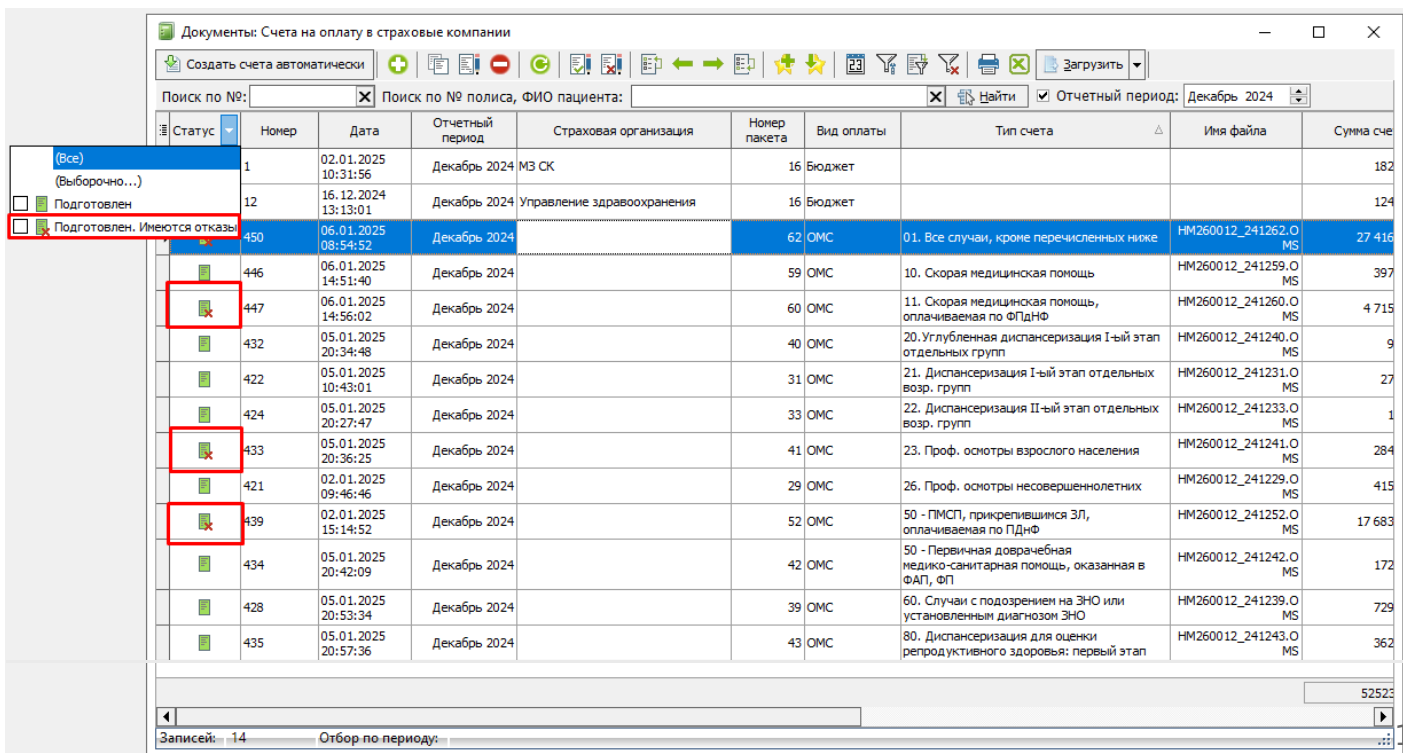 Документы: Счета на оплату в страховые компании
Создать счета автоматически 23 Загрузить
Поиск по №: Поиск по № полиса, ФИО пациента: Найти Отчетный период: Декабрь 2024
Статус Номер Дата Отчетный период Страховая организация Номер пакета Вид оплаты Тип счета Имя файла Сумма сче
(Все)
(Выборочно...)
Подготовлен
Подготовлен. Имеются отказы
1 02.01.2025 10:31:56 Декабрь 2024 МЗ СК 16 Бюджет 182
12 16.12.2024 13:13:01 Декабрь 2024 Управление здравоохранения 16 Бюджет 124
450 06.01.2025 08:54:52 Декабрь 2024 62 ОМС 01. Все случаи, кроме перечисленных ниже HM260012_241262.OMS 27 416
446 06.01.2025 14:51:40 Декабрь 2024 59 ОМС 10. Скорая медицинская помощь HM260012_241259.OMS 397
447 06.01.2025 14:56:02 Декабрь 2024 60 ОМС 11. Скорая медицинская помощь, оплачиваемая по ФПдНФ HM260012_241260.OMS 4 715
432 05.01.2025 20:34:48 Декабрь 2024 40 ОМС 20.Углубленная диспансеризация I-ый этап отдельных групп HM260012_241240.OMS 9
422 05.01.2025 10:43:01 Декабрь 2024 31 ОМС 21. Диспансеризация I-ый этап отдельных возр. групп HM260012_241231.OMS 27
424 05.01.2025 20:27:47 Декабрь 2024 33 ОМС 22. Диспансеризация II-ый этап отдельных возр. групп HM260012_241233.OMS 1
433 05.01.2025 20:36:25 Декабрь 2024 41 ОМС 23. Проф. осмотры взрослого населения HM260012_241241.OMS 284
421 02.01.2025 09:46:46 Декабрь 2024 29 ОМС 26. Проф. осмотры несовершеннолетних HM260012_241229.OMS 415
439 02.01.2025 15:14:52 Декабрь 2024 52 ОМС 50 - ПМСП, прикрепившимся ЗЛ, оплачиваемая по ПДнФ HM260012_241252.OMS 17 683
434 05.01.2025 20:42:09 Декабрь 2024 42 ОМС 50 - Первичная доврачебная медико-санитарная помощь, оказанная в ФАП, ФП HM260012_241242.OMS 172
428 05.01.2025 20:53:34 Декабрь 2024 39 ОМС 60. Случаи с подозрением на ЗНО или установленным диагнозом ЗНО HM260012_241239.OMS 729
435 05.01.2025 20:57:36 Декабрь 2024 43 ОМС 80. Диспансеризация для оценки репродуктивного здоровья: первый этап HM260012_241243.OMS 362
52523
Записей: 14 Отбор по периоду: